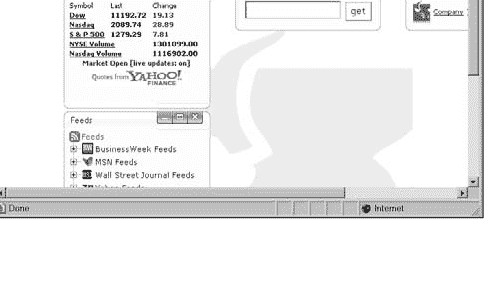 Symbol Last Change
Dow 11192.72 19.13
Nasdaq 2089.74 28.89
S & P 500 1279.29 7.81
NYSE Volume 1301099.00
Nasdaq Volume 1116902.00
Market Open [live updates: on]
Quotes from YAHOO! FINANCE
get
Company
Feeds
Feeds
BusinessWeek Feeds
MSN Feeds
Wall Street Journal Feeds
Feeds
Done
Internet